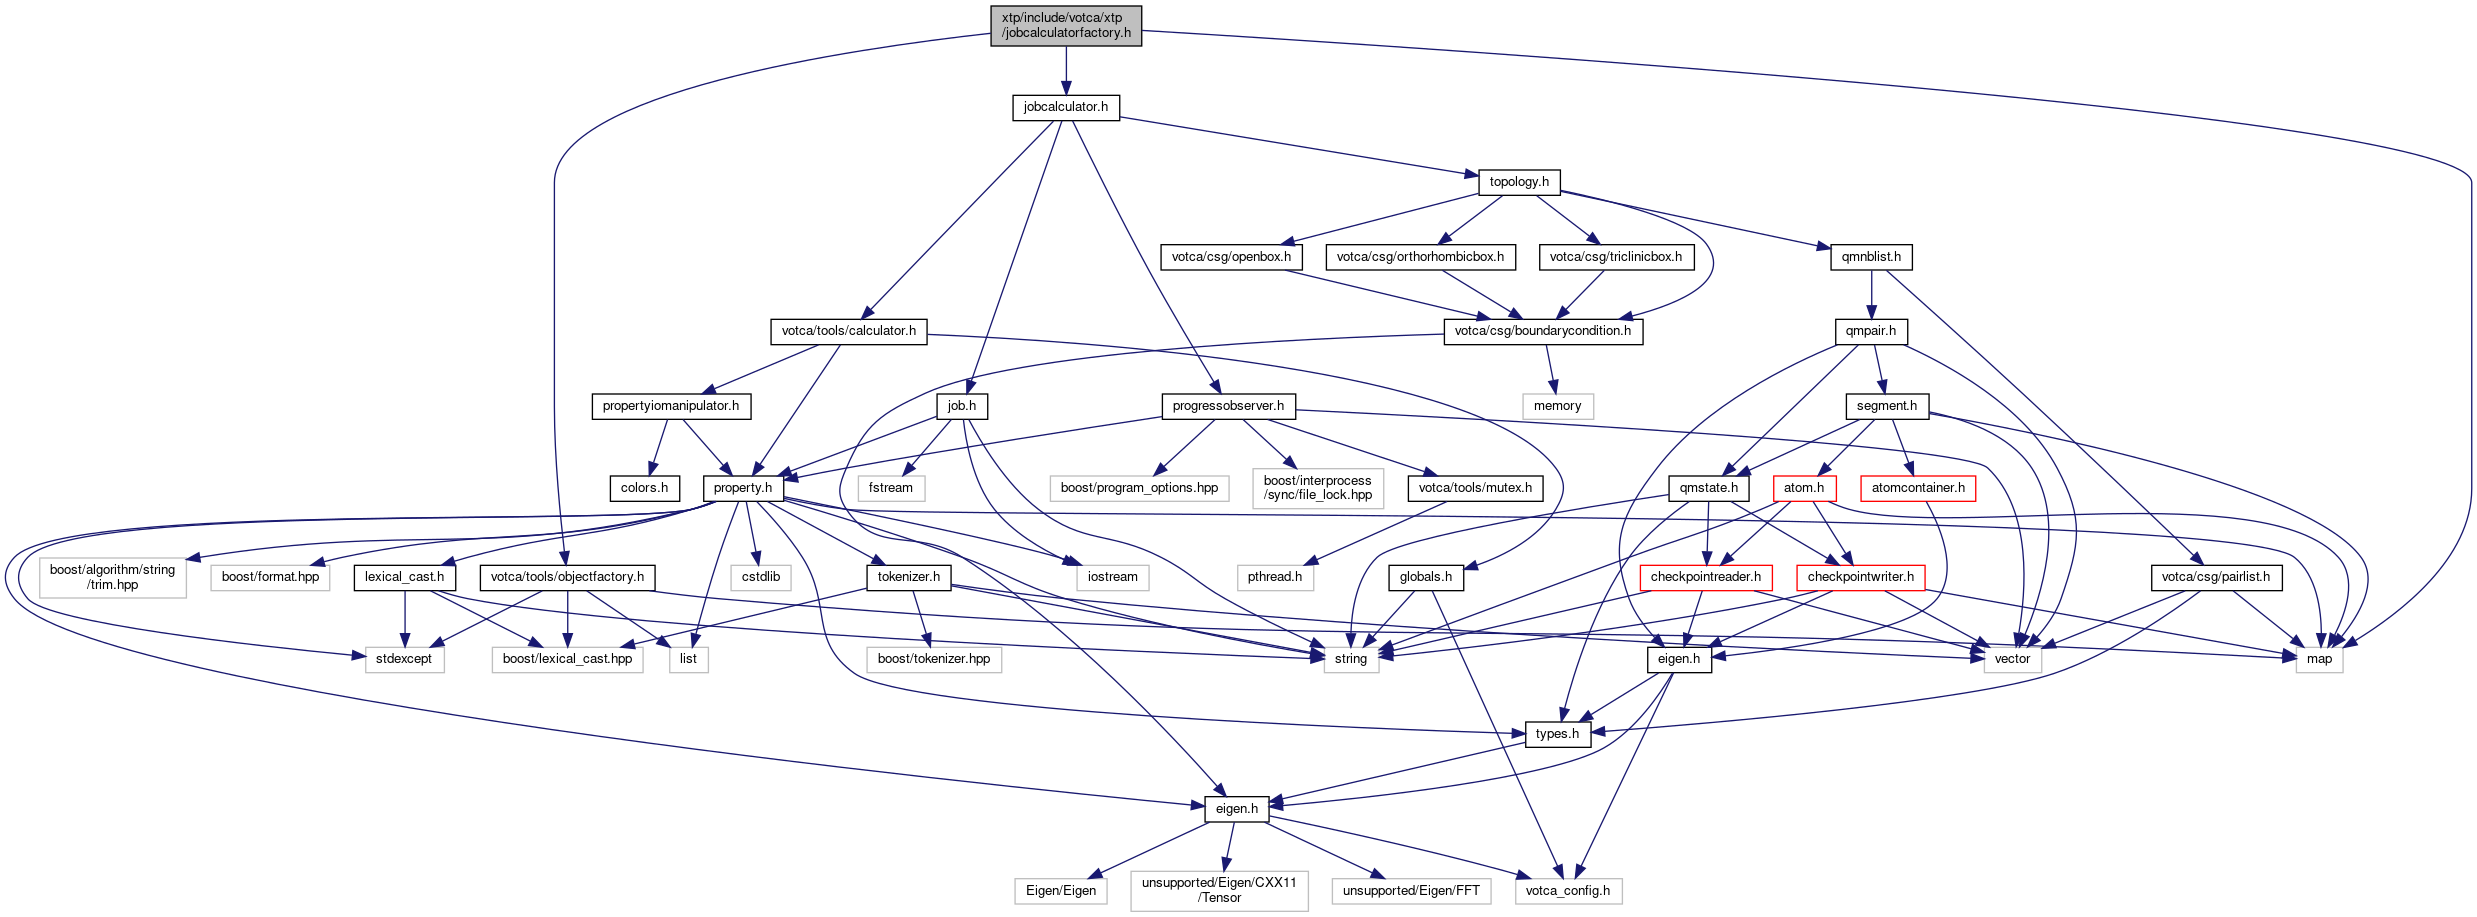 xtp/include/votca/xtp
/jobcalculatorfactory.h
jobcalculator.h
topology.h
votca/csg/openbox.h
votca/csg/orthorhombicbox.h
votca/csg/triclinicbox.h
qmnblist.h
votca/tools/calculator.h
votca/csg/boundarycondition.h
qmpair.h
propertyiomanipulator.h
job.h
progressobserver.h
memory
segment.h
colors.h
property.h
fstream
boost/program_options.hpp
boost/interprocess
/sync/file_lock.hpp
votca/tools/mutex.h
qmstate.h
atom.h
atomcontainer.h
boost/algorithm/string
/trim.hpp
boost/format.hpp
lexical_cast.h
votca/tools/objectfactory.h
cstdlib
tokenizer.h
iostream
pthread.h
globals.h
checkpointreader.h
checkpointwriter.h
votca/csg/pairlist.h
stdexcept
boost/lexical_cast.hpp
list
boost/tokenizer.hpp
string
eigen.h
vector
map
types.h
eigen.h
Eigen/Eigen
unsupported/Eigen/CXX11
/Tensor
unsupported/Eigen/FFT
votca_config.h